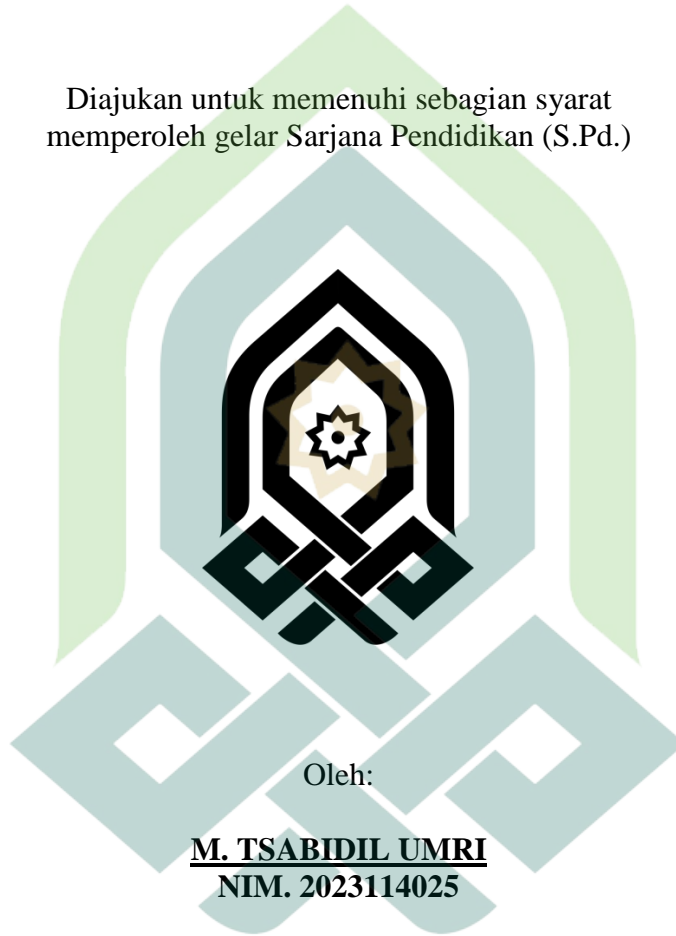 Diajukan untuk memenuhi sebagian syarat
memperoleh gelar Sarjana Pendidikan (S.Pd.)
Oleh:
M. TSABIDIL UMRI
NIM. 2023114025